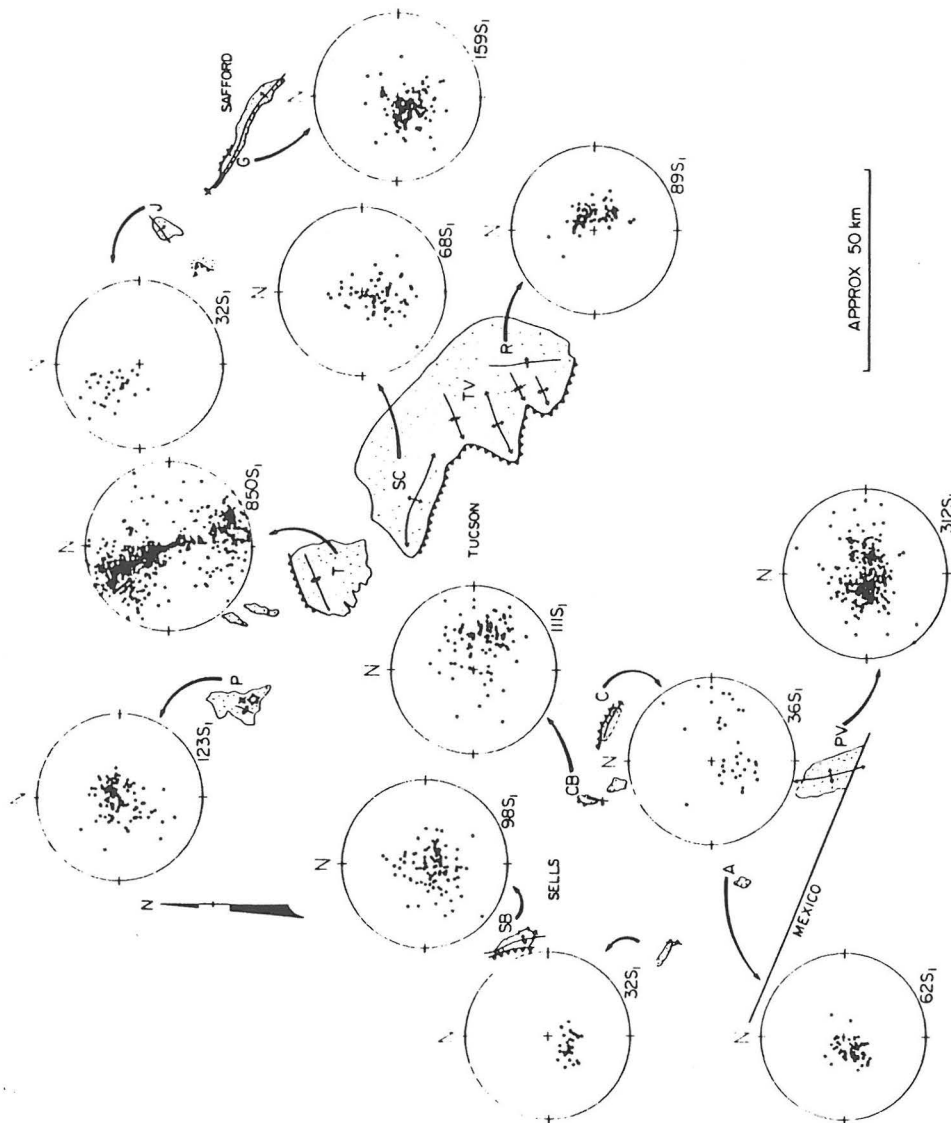 N
159S₁
SAFFORD
G
J
N
32S₁
N
68S₁
N
89S₁
R
TV
SC
APPROX 50 km
N
850S₁
T
TUCSON
N
111S₁
N
312S₁
P
123S₁
N
N
98S₁
SB
SELLS
CB
C
N
36S₁
PV
A
MEXICO
32S₁
N
62S₁